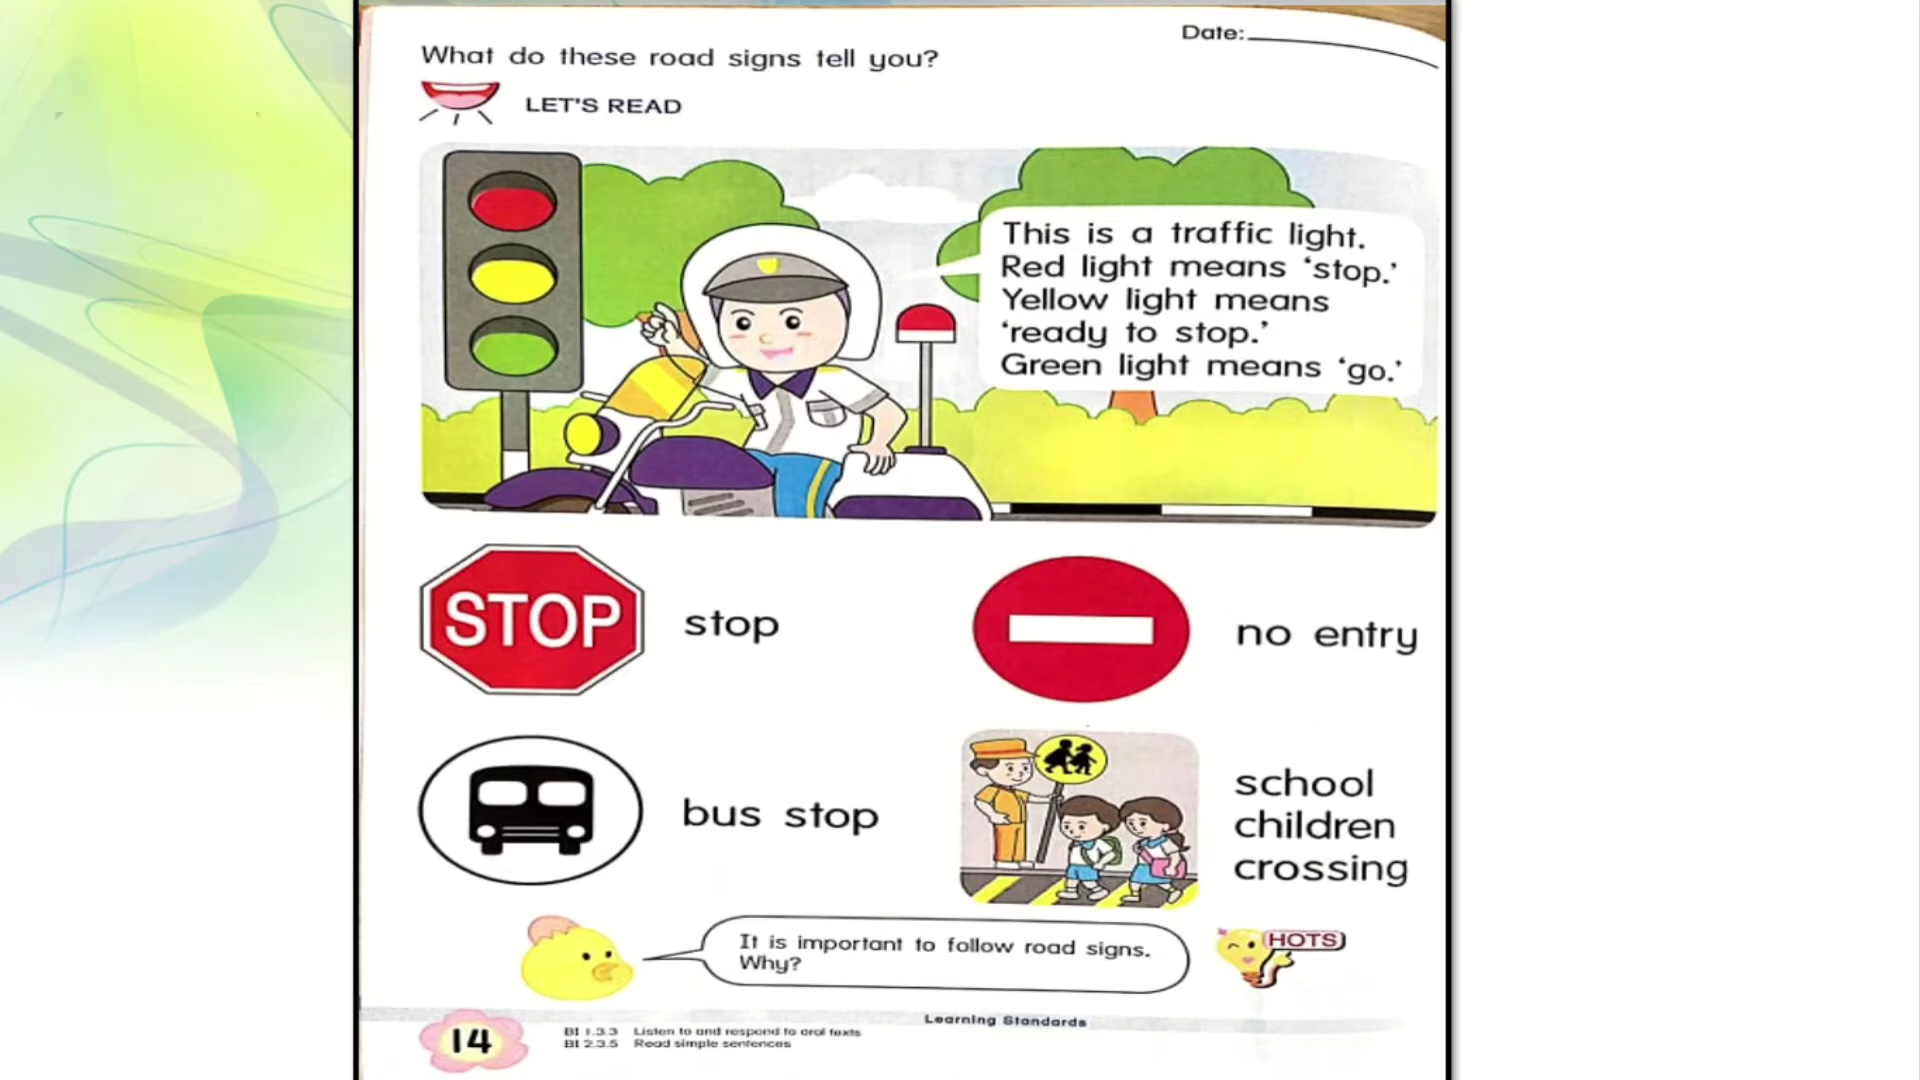 Date:
What do these road signs tell you?
LET'S READ
This is a traffic light.
Red light means ‘stop.’
Yellow light means
‘ready to stop.’
Green light means ‘go.’
STOP
stop
no entry
bus stop
school
children
crossing
It is important to follow road signs.
Why?
HOTS
Learning Standards
14
BI 1.3.3 Listen to and respond to oral texts
BI 2.3.5 Read simple sentences